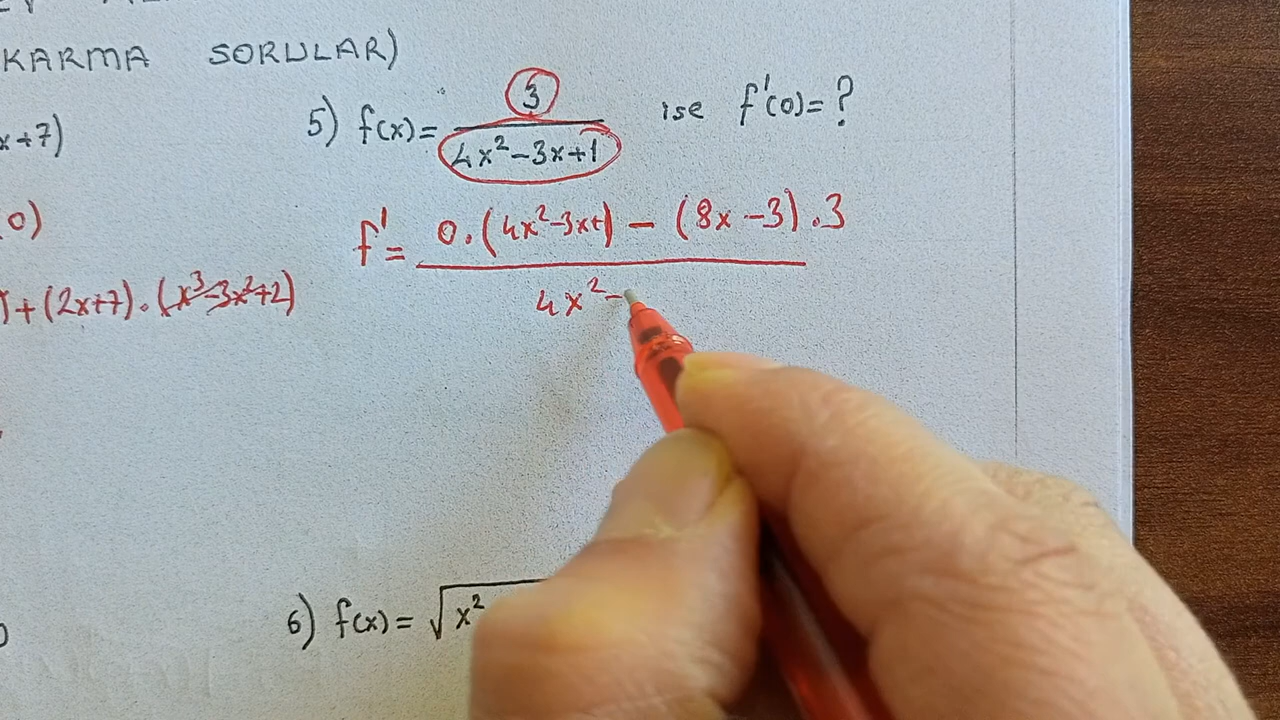 KARMA SORULAR)
x+7)
0)
+(2x+7).(x³-3x²+2)
5) f(x)= 3/(4x²-3x+1) ise f'(0)=?
f'= 0.(4x²-3x+1) - (8x-3).3
4x²-
6) f(x)= √x²